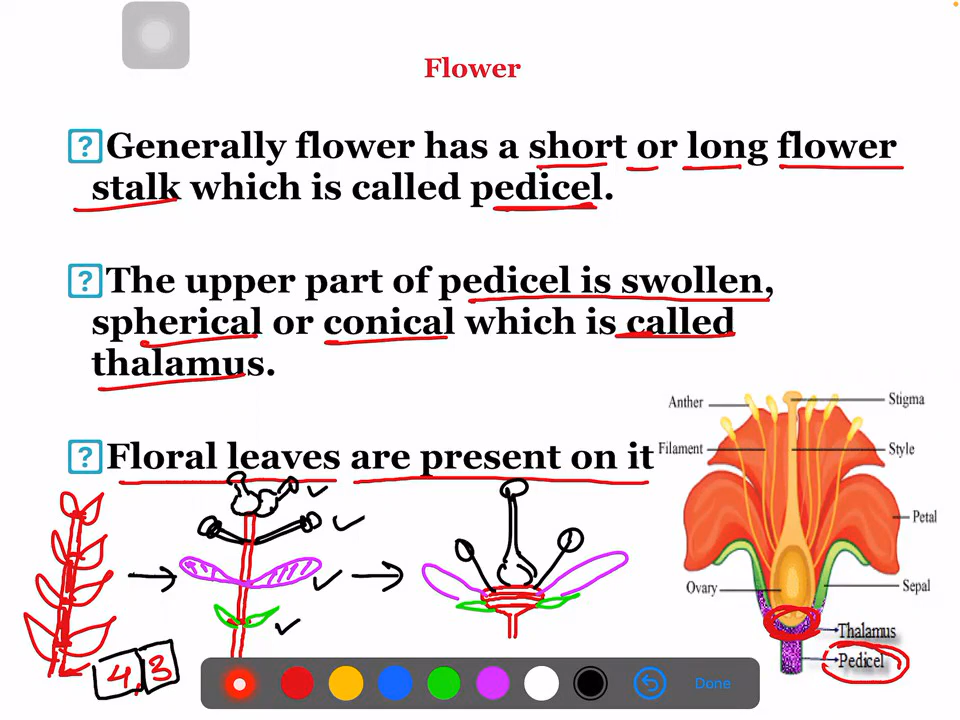 Flower
Generally flower has a short or long flower
stalk which is called pedicel.
The upper part of pedicel is swollen,
spherical or conical which is called
thalamus.
Floral leaves are present on it
Anther
Stigma
Filament
Style
Petal
Ovary
Sepal
Thalamus
Pedicel
4,3
Done